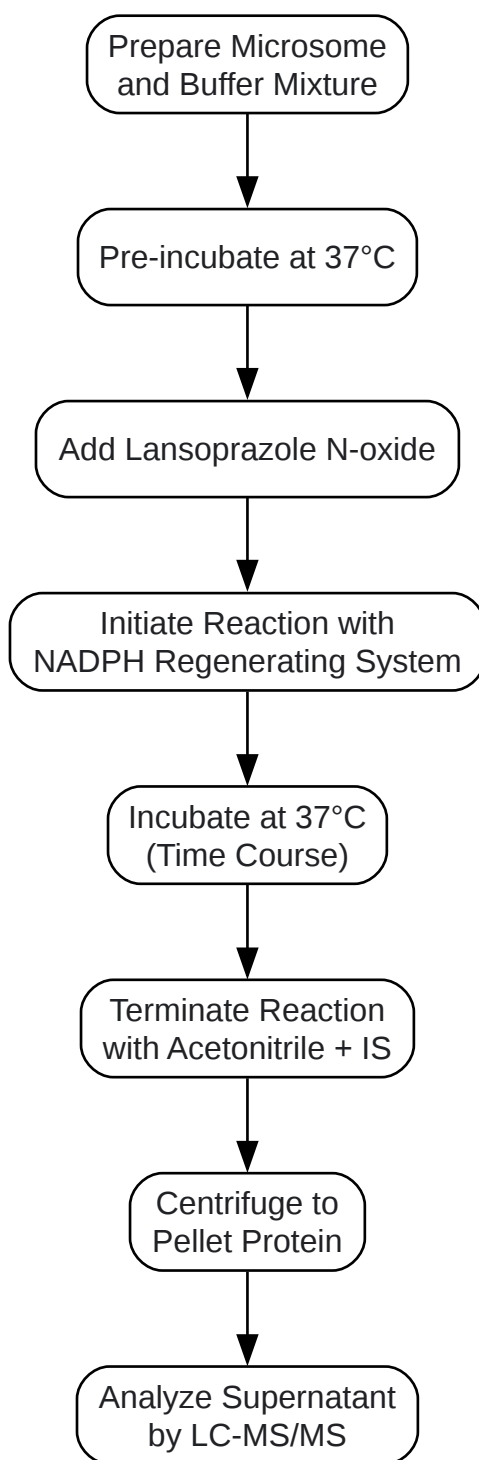 Prepare Microsome
and Buffer Mixture
Pre-incubate at 37°C
Add Lansoprazole N-oxide
Initiate Reaction with
NADPH Regenerating System
Incubate at 37°C
(Time Course)
Terminate Reaction
with Acetonitrile + IS
Centrifuge to
Pellet Protein
Analyze Supernatant
by LC-MS/MS